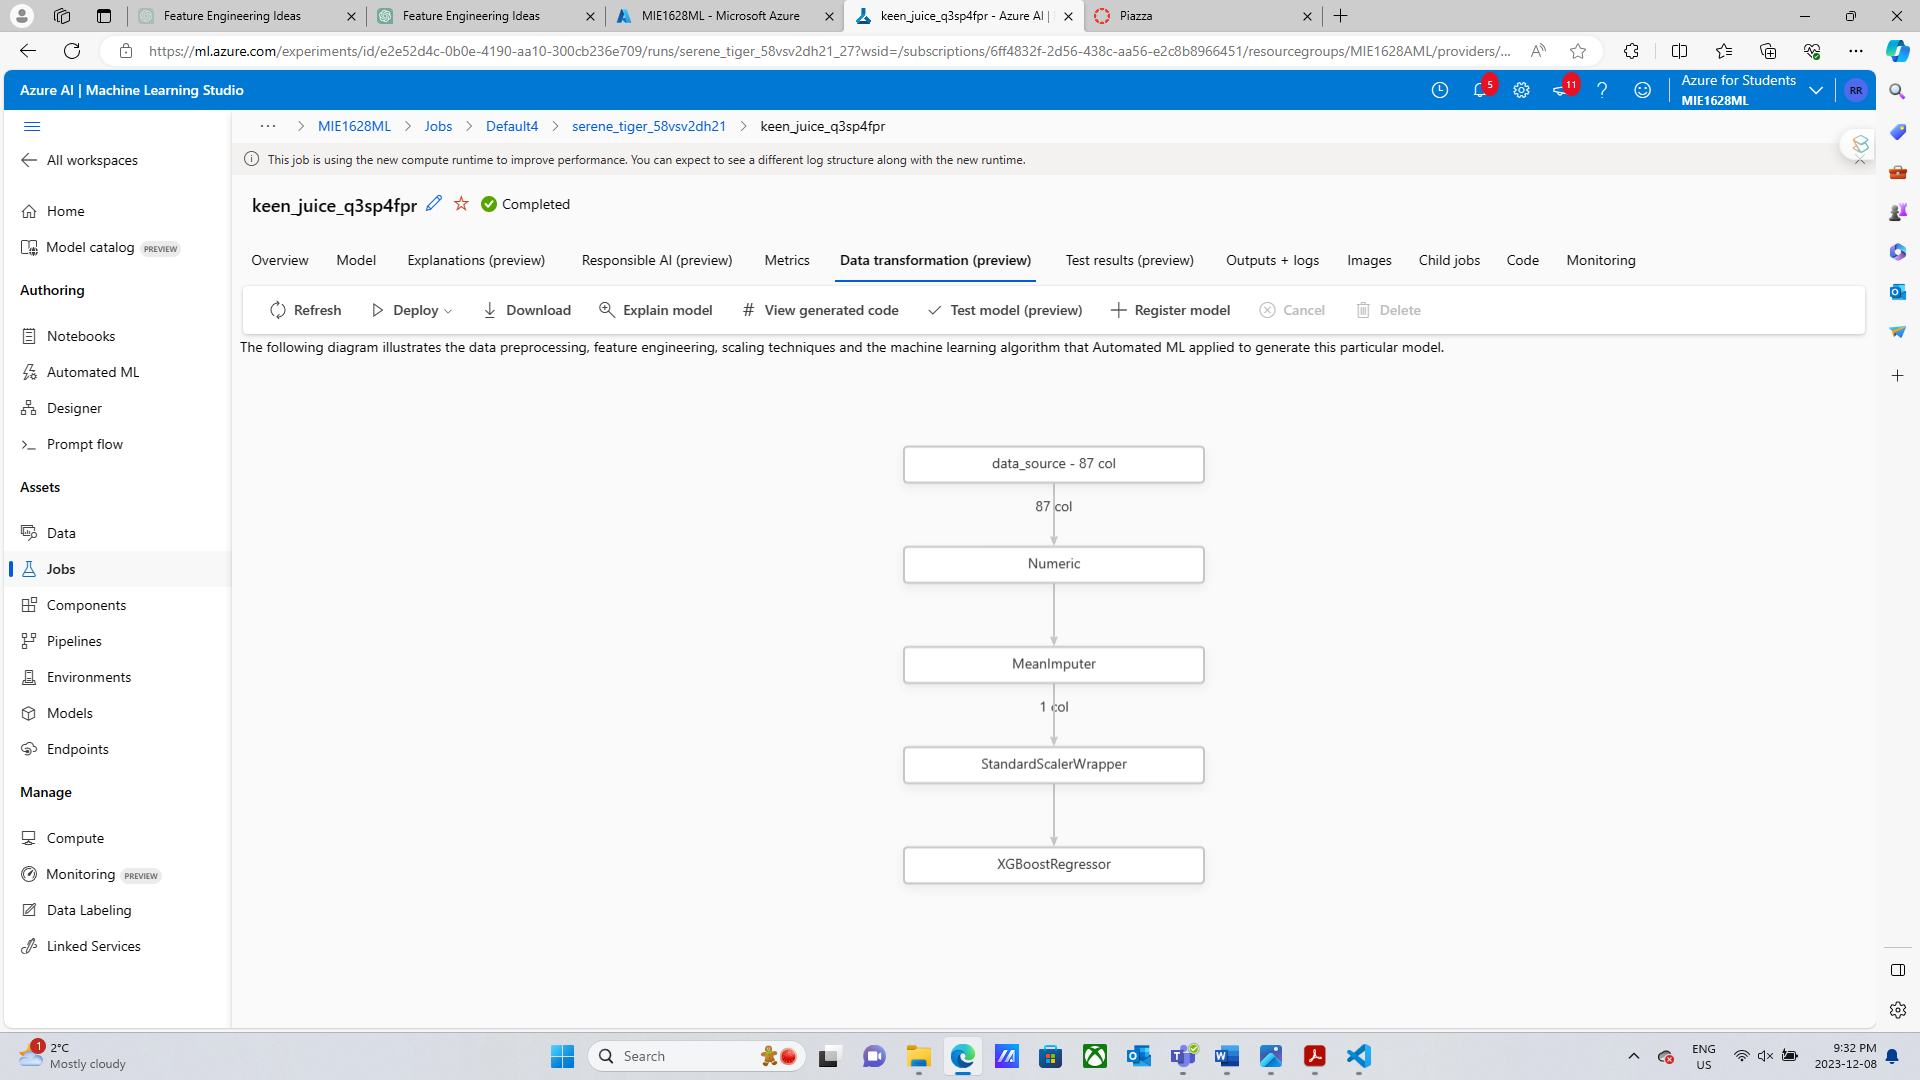 Feature Engineering Ideas
Feature Engineering Ideas
MIE1628ML - Microsoft Azure
keen_juice_q3sp4fpr - Azure AI |
Piazza
https://ml.azure.com/experiments/id/e2e52d4c-0b0e-4190-aa10-300cb236e709/runs/serene_tiger_58vsv2dh21_27?wsid=/subscriptions/6ff4832f-2d56-438c-aa56-e2c8b8966451/resourcegroups/MIE1628AML/providers/...
Azure AI | Machine Learning Studio
5
11
Azure for Students
MIE1628ML
RR
MIE1628ML
Jobs
Default4
serene_tiger_58vsv2dh21
keen_juice_q3sp4fpr
This job is using the new compute runtime to improve performance. You can expect to see a different log structure along with the new runtime.
All workspaces
Home
Model catalog PREVIEW
Authoring
Notebooks
Automated ML
Designer
Prompt flow
Assets
Data
Jobs
Components
Pipelines
Environments
Models
Endpoints
Manage
Compute
Monitoring PREVIEW
Data Labeling
Linked Services
keen_juice_q3sp4fpr
Completed
Overview
Model
Explanations (preview)
Responsible AI (preview)
Metrics
Data transformation (preview)
Test results (preview)
Outputs + logs
Images
Child jobs
Code
Monitoring
Refresh
Deploy
Download
Explain model
View generated code
Test model (preview)
Register model
Cancel
Delete
The following diagram illustrates the data preprocessing, feature engineering, scaling techniques and the machine learning algorithm that Automated ML applied to generate this particular model.
data_source - 87 col
87 col
Numeric
MeanImputer
1 col
StandardScalerWrapper
XGBoostRegressor
1
2°C
Mostly cloudy
Search
ENG
US
9:32 PM
2023-12-08